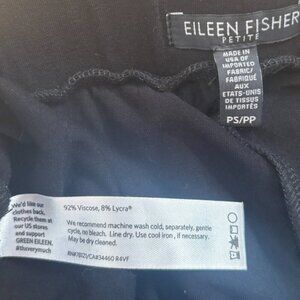 EILEEN FISHER
PETITE
MADE IN
USA OF
IMPORTED
FABRIC/
FABRIQUÉ
AUX
ETATS-UNIS
DE TISSUS
IMPORTÉS
PS/PP
We'd like our
clothes back.
Recycle them at
our US stores
and support
GREEN EILEEN.
#theverymuch
92% Viscose, 8% Lycra®
We recommend machine wash cold, separately, gentle
cycle, no bleach. Line dry. Use cool iron, if necessary.
May be dry cleaned.
CA#34460 R4VF